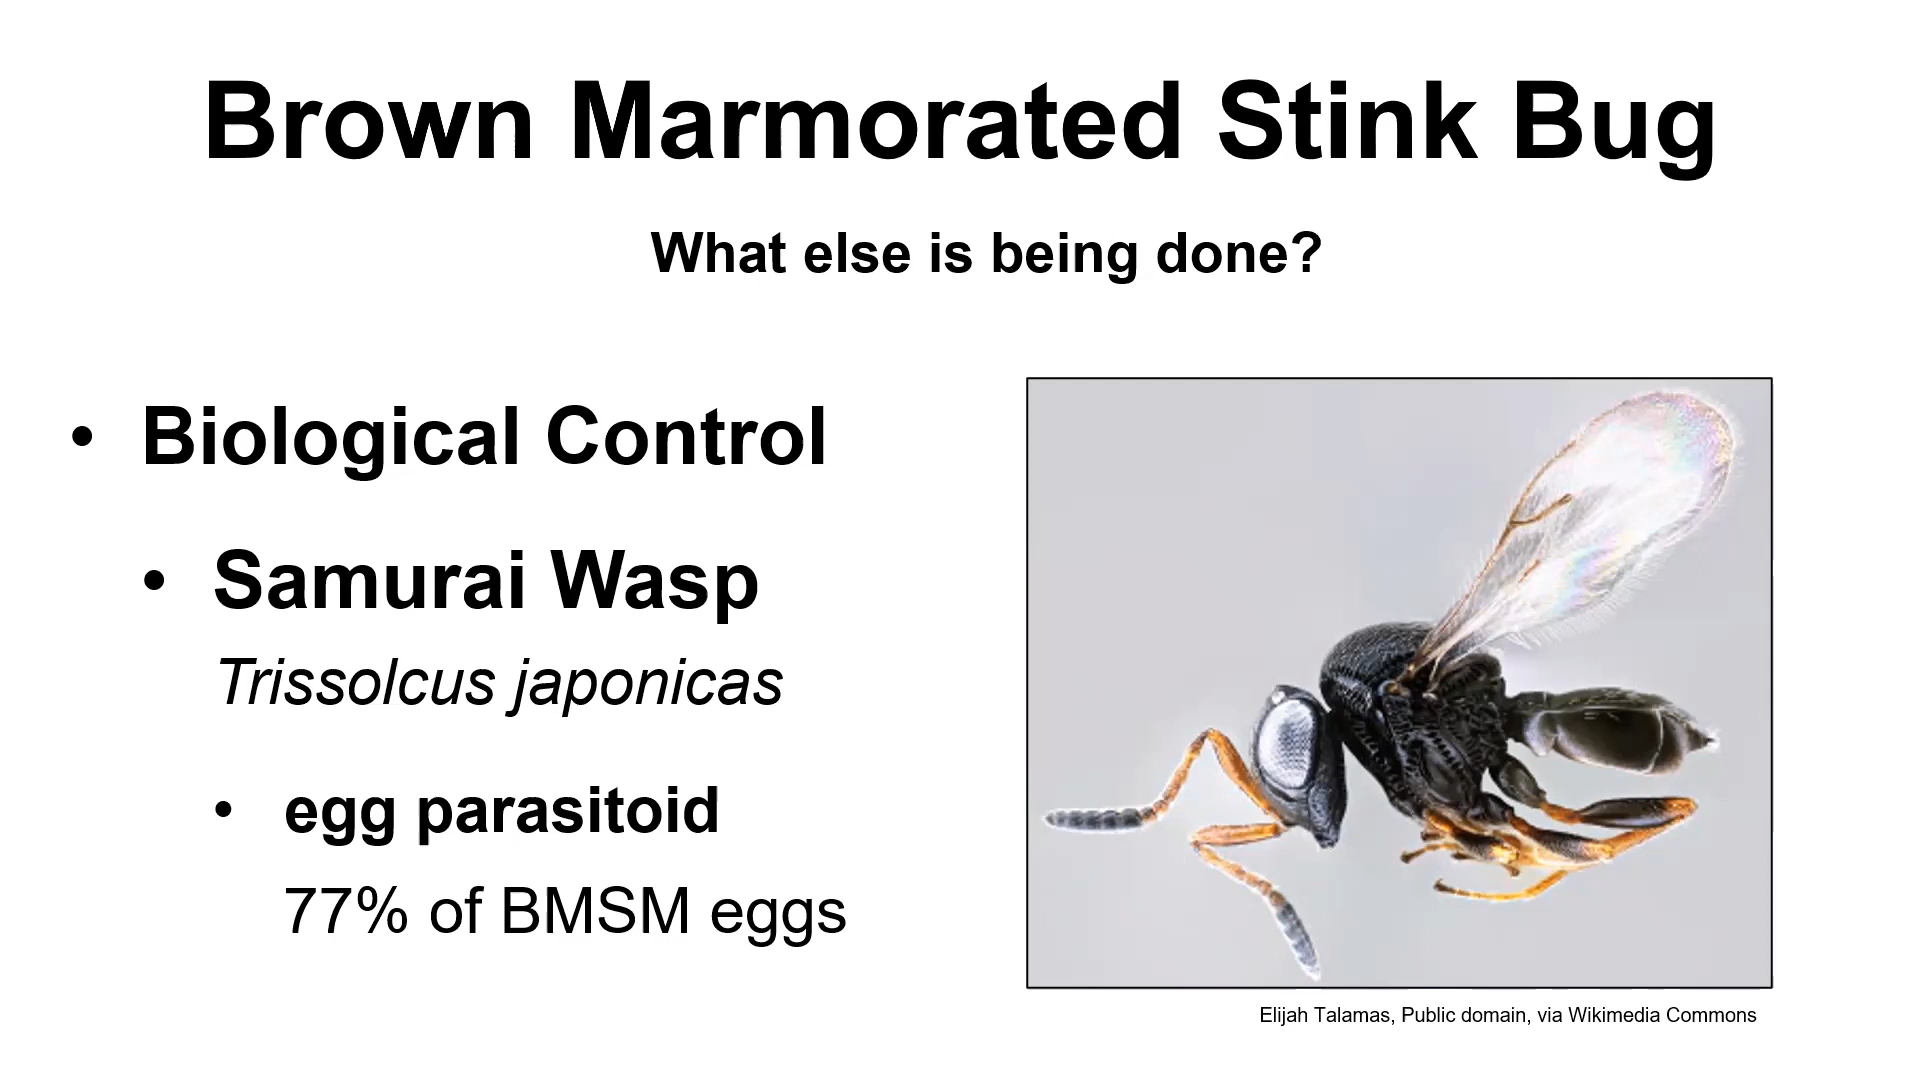 Brown Marmorated Stink Bug
What else is being done?
• Biological Control
• Samurai Wasp
Trissolcus japonicas
• egg parasitoid
77% of BMSM eggs
Elijah Talamas, Public domain, via Wikimedia Commons